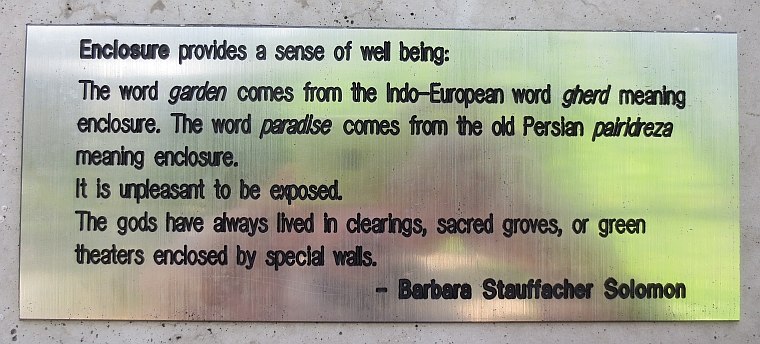 Enclosure provides a sense of well being:
The word garden comes from the Indo-European word gherd meaning
enclosure. The word paradise comes from the old Persian pairidreza
meaning enclosure.
It is unpleasant to be exposed.
The gods have always lived in clearings, sacred groves, or green
theaters enclosed by special walls.
- Barbara Stauffacher Solomon